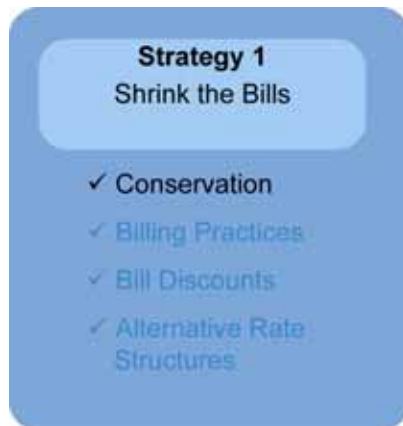 Strategy 1
Shrink the Bills
✓ Conservation
✓ Billing Practices
✓ Bill Discounts
✓ Alternative Rate
Structures